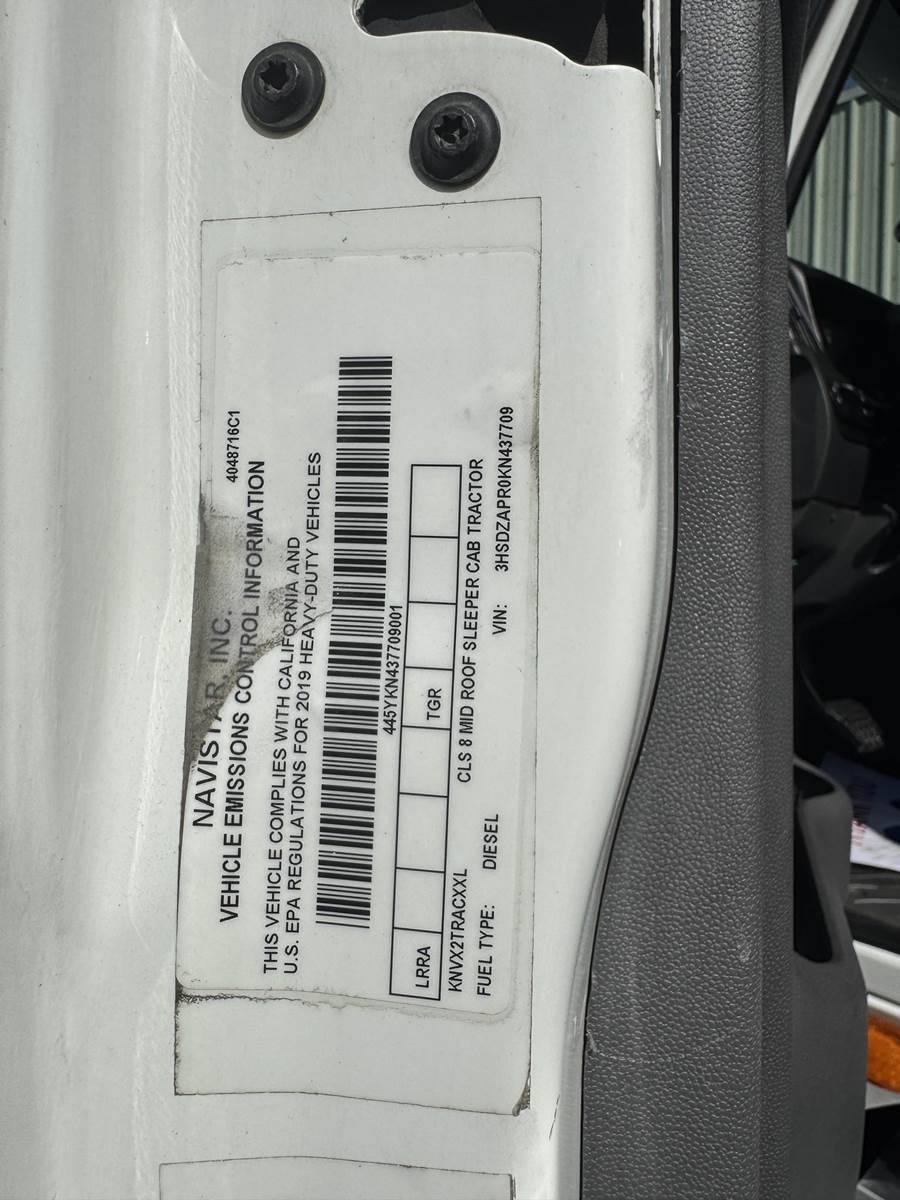 4048716C1
NAVISTAR, INC.
VEHICLE EMISSIONS CONTROL INFORMATION
THIS VEHICLE COMPLIES WITH CALIFORNIA AND
U.S. EPA REGULATIONS FOR 2019 HEAVY-DUTY VEHICLES
445YKN437709001
LRRA TGR
KNVX2TRACXXL CLS 8 MID ROOF SLEEPER CAB TRACTOR
FUEL TYPE: DIESEL VIN: 3HSDZAPR0KN437709